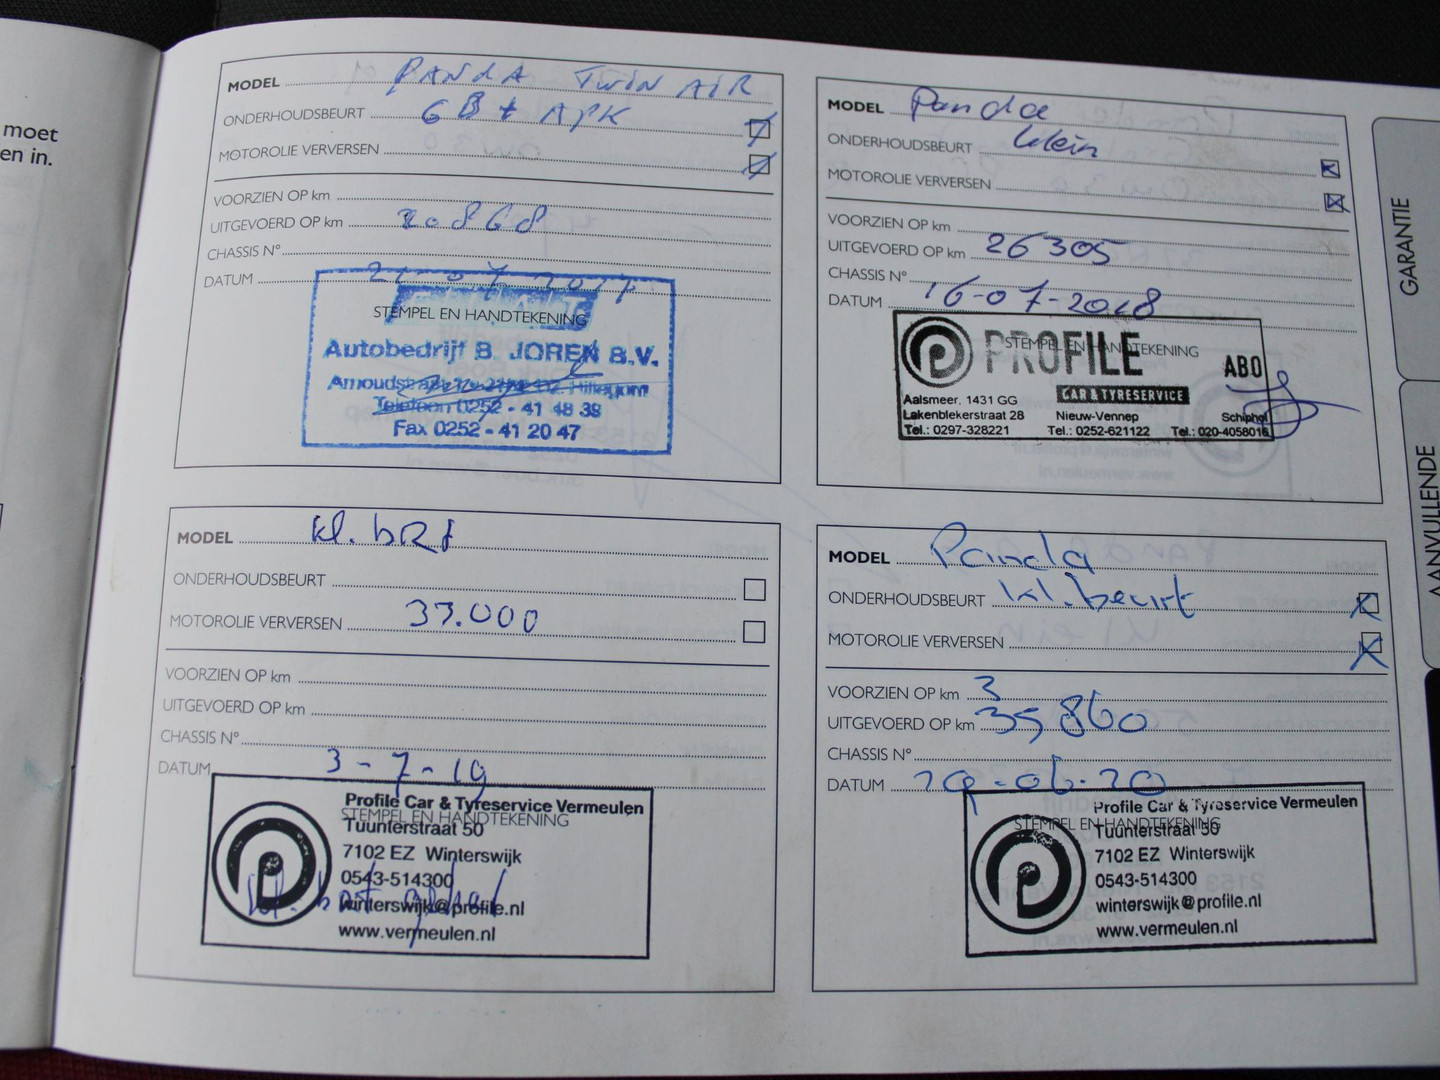 moet
en in.
MODEL PANDA TWIN AIR
ONDERHOUDSBEURT GB + APK
MOTOROLIE VERVERSEN
VOORZIEN OP km
UITGEVOERD OP km 20868
CHASSIS N°
DATUM 2017
STEMPEL EN HANDTEKENING
Autobedrijf B. JOREN B.V.
Hillegom
Telefoon 0252 - 41 48 38
Fax 0252 - 41 20 47
MODEL Panda
ONDERHOUDSBEURT klein
MOTOROLIE VERVERSEN
VOORZIEN OP km
UITGEVOERD OP km 26305
CHASSIS N°
DATUM 16-07-2018
STEMPEL EN HANDTEKENING
PROFILE ABO
CAR & TYRESERVICE
Aalsmeer, 1431 GG
Lakenblekerstraat 28 Nieuw-Vennep Schiphol
Tel.: 0297-328221 Tel.: 0252-621122 Tel.: 020-4058016
MODEL kl. bRt
ONDERHOUDSBEURT
MOTOROLIE VERVERSEN 37.000
VOORZIEN OP km
UITGEVOERD OP km
CHASSIS N°
DATUM 3-7-19
Profile Car & Tyreservice Vermeulen
STEMPEL EN HANDTEKENING
Tuunterstraat 50
7102 EZ Winterswijk
0543-514300
winterswijk@profile.nl
www.vermeulen.nl
MODEL Panda
ONDERHOUDSBEURT kl. beurt
MOTOROLIE VERVERSEN
VOORZIEN OP km 3
UITGEVOERD OP km 39,860
CHASSIS N°
DATUM 29-06-20
Profile Car & Tyreservice Vermeulen
STEMPEL EN HANDTEKENING
Tuunterstraat 50
7102 EZ Winterswijk
0543-514300
winterswijk@profile.nl
www.vermeulen.nl
GARANTIE
AANVULLENDE